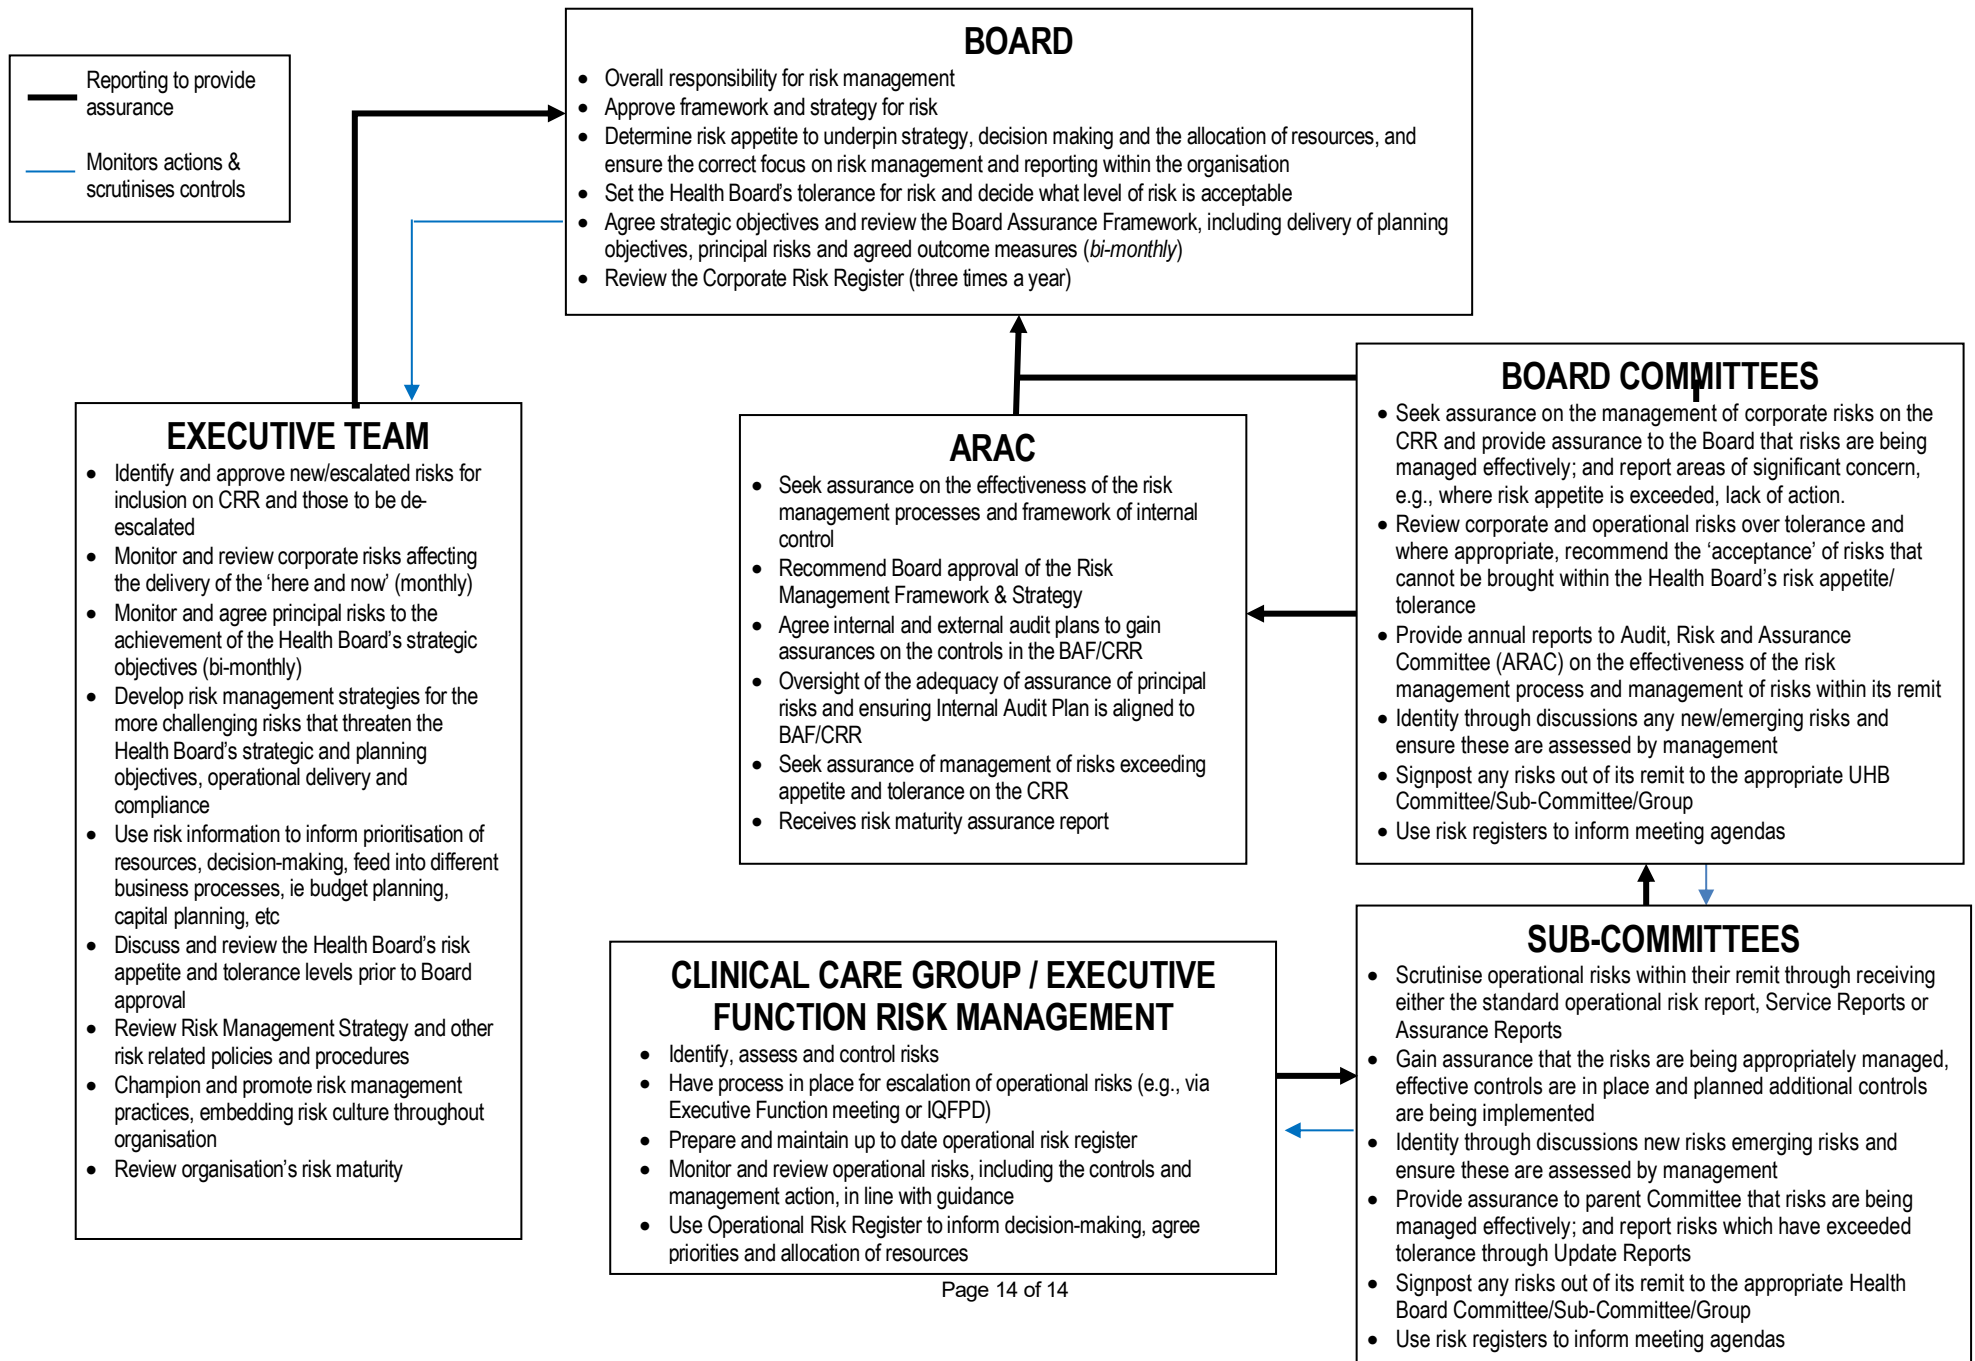 Reporting to provide
assurance
Monitors actions &
scrutinises controls
BOARD
• Overall responsibility for risk management
• Approve framework and strategy for risk
• Determine risk appetite to underpin strategy, decision making and the allocation of resources, and
ensure the correct focus on risk management and reporting within the organisation
• Set the Health Board's tolerance for risk and decide what level of risk is acceptable
• Agree strategic objectives and review the Board Assurance Framework, including delivery of planning
objectives, principal risks and agreed outcome measures (bi-monthly)
• Review the Corporate Risk Register (three times a year)
EXECUTIVE TEAM
• Identify and approve new/escalated risks for
inclusion on CRR and those to be de-
escalated
• Monitor and review corporate risks affecting
the delivery of the ‘here and now’ (monthly)
• Monitor and agree principal risks to the
achievement of the Health Board's strategic
objectives (bi-monthly)
• Develop risk management strategies for the
more challenging risks that threaten the
Health Board's strategic and planning
objectives, operational delivery and
compliance
• Use risk information to inform prioritisation of
resources, decision-making, feed into different
business processes, ie budget planning,
capital planning, etc
• Discuss and review the Health Board's risk
appetite and tolerance levels prior to Board
approval
• Review Risk Management Strategy and other
risk related policies and procedures
• Champion and promote risk management
practices, embedding risk culture throughout
organisation
• Review organisation's risk maturity
ARAC
• Seek assurance on the effectiveness of the risk
management processes and framework of internal
control
• Recommend Board approval of the Risk
Management Framework & Strategy
• Agree internal and external audit plans to gain
assurances on the controls in the BAF/CRR
• Oversight of the adequacy of assurance of principal
risks and ensuring Internal Audit Plan is aligned to
BAF/CRR
• Seek assurance of management of risks exceeding
appetite and tolerance on the CRR
• Receives risk maturity assurance report
BOARD COMMITTEES
• Seek assurance on the management of corporate risks on the
CRR and provide assurance to the Board that risks are being
managed effectively; and report areas of significant concern,
e.g., where risk appetite is exceeded, lack of action.
• Review corporate and operational risks over tolerance and
where appropriate, recommend the ‘acceptance’ of risks that
cannot be brought within the Health Board's risk appetite/
tolerance
• Provide annual reports to Audit, Risk and Assurance
Committee (ARAC) on the effectiveness of the risk
management process and management of risks within its remit
• Identity through discussions any new/emerging risks and
ensure these are assessed by management
• Signpost any risks out of its remit to the appropriate UHB
Committee/Sub-Committee/Group
• Use risk registers to inform meeting agendas
CLINICAL CARE GROUP / EXECUTIVE
FUNCTION RISK MANAGEMENT
• Identify, assess and control risks
• Have process in place for escalation of operational risks (e.g., via
Executive Function meeting or IQFPD)
• Prepare and maintain up to date operational risk register
• Monitor and review operational risks, including the controls and
management action, in line with guidance
• Use Operational Risk Register to inform decision-making, agree
priorities and allocation of resources
SUB-COMMITTEES
• Scrutinise operational risks within their remit through receiving
either the standard operational risk report, Service Reports or
Assurance Reports
• Gain assurance that the risks are being appropriately managed,
effective controls are in place and planned additional controls
are being implemented
• Identity through discussions new risks emerging risks and
ensure these are assessed by management
• Provide assurance to parent Committee that risks are being
managed effectively; and report risks which have exceeded
tolerance through Update Reports
• Signpost any risks out of its remit to the appropriate Health
Board Committee/Sub-Committee/Group
• Use risk registers to inform meeting agendas
Page 14 of 14